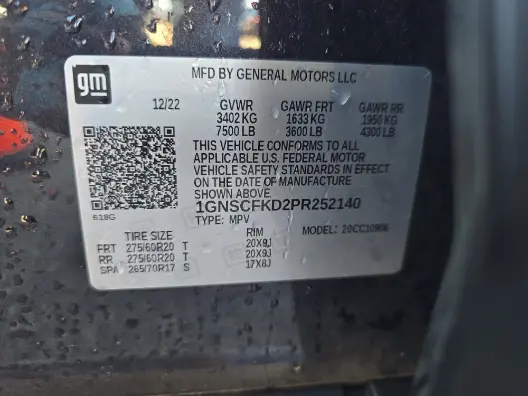 gm
MFD BY GENERAL MOTORS LLC
12/22 GVWR GAWR FRT GAWR RR
3402 KG 1633 KG 1950 KG
7500 LB 3600 LB 4300 LB
THIS VEHICLE CONFORMS TO ALL
APPLICABLE U.S. FEDERAL MOTOR
VEHICLE SAFETY STANDARDS IN EFFECT
ON THE DATE OF MANUFACTURE
SHOWN ABOVE
1GNSCFKD2PR252140
618G
TYPE: MPV MODEL: 20CC10906
TIRE SIZE RIM
FRT 275/60R20 T 20X9J
RR 275/60R20 T 20X9J
SPA 265/70R17 S 17X8J